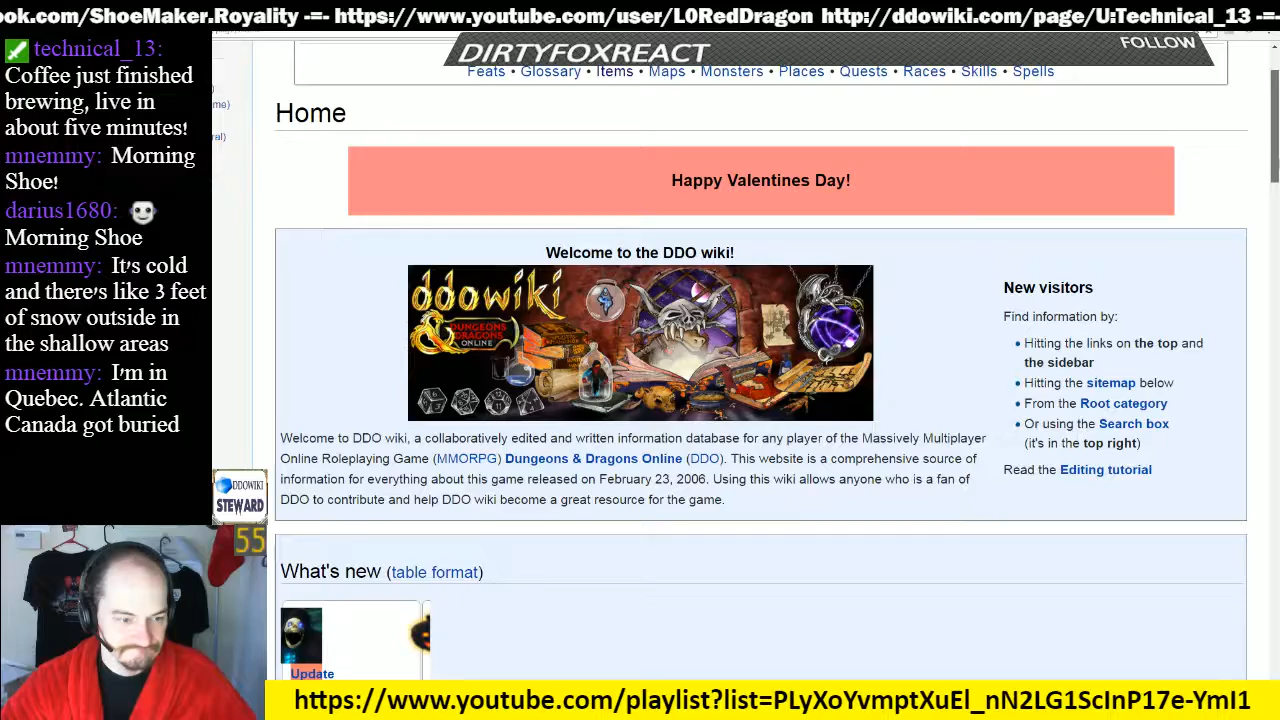 ook.com/ShoeMaker.Royality -=- https://www.youtube.com/user/L0RedDragon http://ddowiki.com/page/U:Technical_13 -=
technical_13:
Coffee just finished
brewing, live in
about five minutes!
mnemmy: Morning
Shoe!
darius1680:
Morning Shoe
mnemmy: It's cold
and there's like 3 feet
of snow outside in
the shallow areas
mnemmy: I'm in
Quebec. Atlantic
Canada got buried
me)
ral)
DIRTYFOXREACT
FOLLOW
Feats • Glossary • Items • Maps • Monsters • Places • Quests • Races • Skills • Spells
Home
Happy Valentines Day!
Welcome to the DDO wiki!
ddowiki
DUNGEONS
DRAGONS
ONLINE
Welcome to DDO wiki, a collaboratively edited and written information database for any player of the Massively Multiplayer
Online Roleplaying Game (MMORPG) Dungeons & Dragons Online (DDO). This website is a comprehensive source of
information for everything about this game released on February 23, 2006. Using this wiki allows anyone who is a fan of
DDO to contribute and help DDO wiki become a great resource for the game.
New visitors
Find information by:
• Hitting the links on the top and
the sidebar
• Hitting the sitemap below
• From the Root category
• Or using the Search box
(it's in the top right)
Read the Editing tutorial
DDOWIKI
STEWARD
55
What's new (table format)
Update
https://www.youtube.com/playlist?list=PLyXoYvmptXuEl_nN2LG1ScInP17e-YmI1